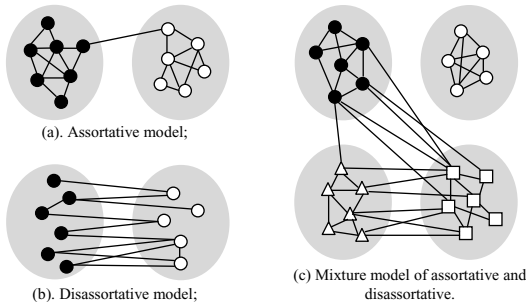 (a). Assortative model;
(b). Disassortative model;
(c) Mixture model of assortative and
disassortative.